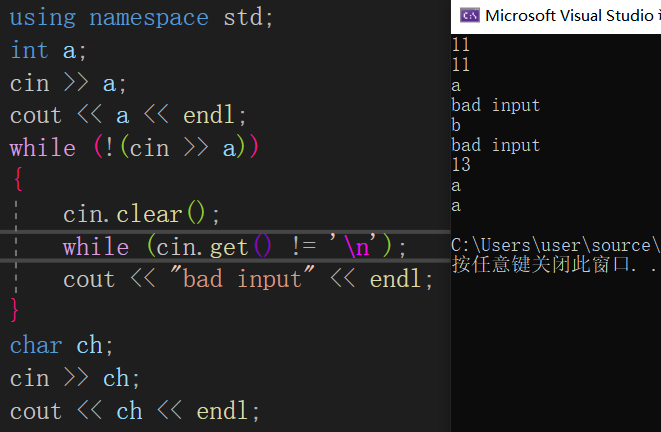 using namespace std;
int a;
cin >> a;
cout << a << endl;
while (!(cin >> a))
{
cin.clear();
while (cin.get() != '\n');
cout << "bad input" << endl;
}
char ch;
cin >> ch;
cout << ch << endl;
Microsoft Visual Studio
11
11
a
bad input
b
bad input
13
a
a
C:\Users\user\source\
按任意键关闭此窗口. .